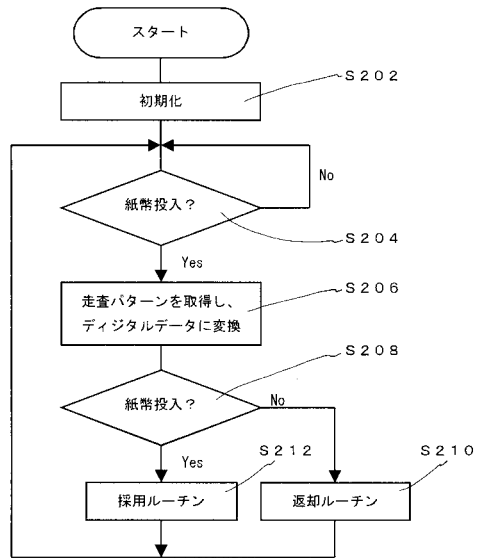 スタート
S202
初期化
No
紙幣投入?
S204
Yes
走査パターンを取得し、
ディジタルデータに変換
S206
S208
紙幣投入?
No
Yes
S212
S210
採用ルーチン
返却ルーチン